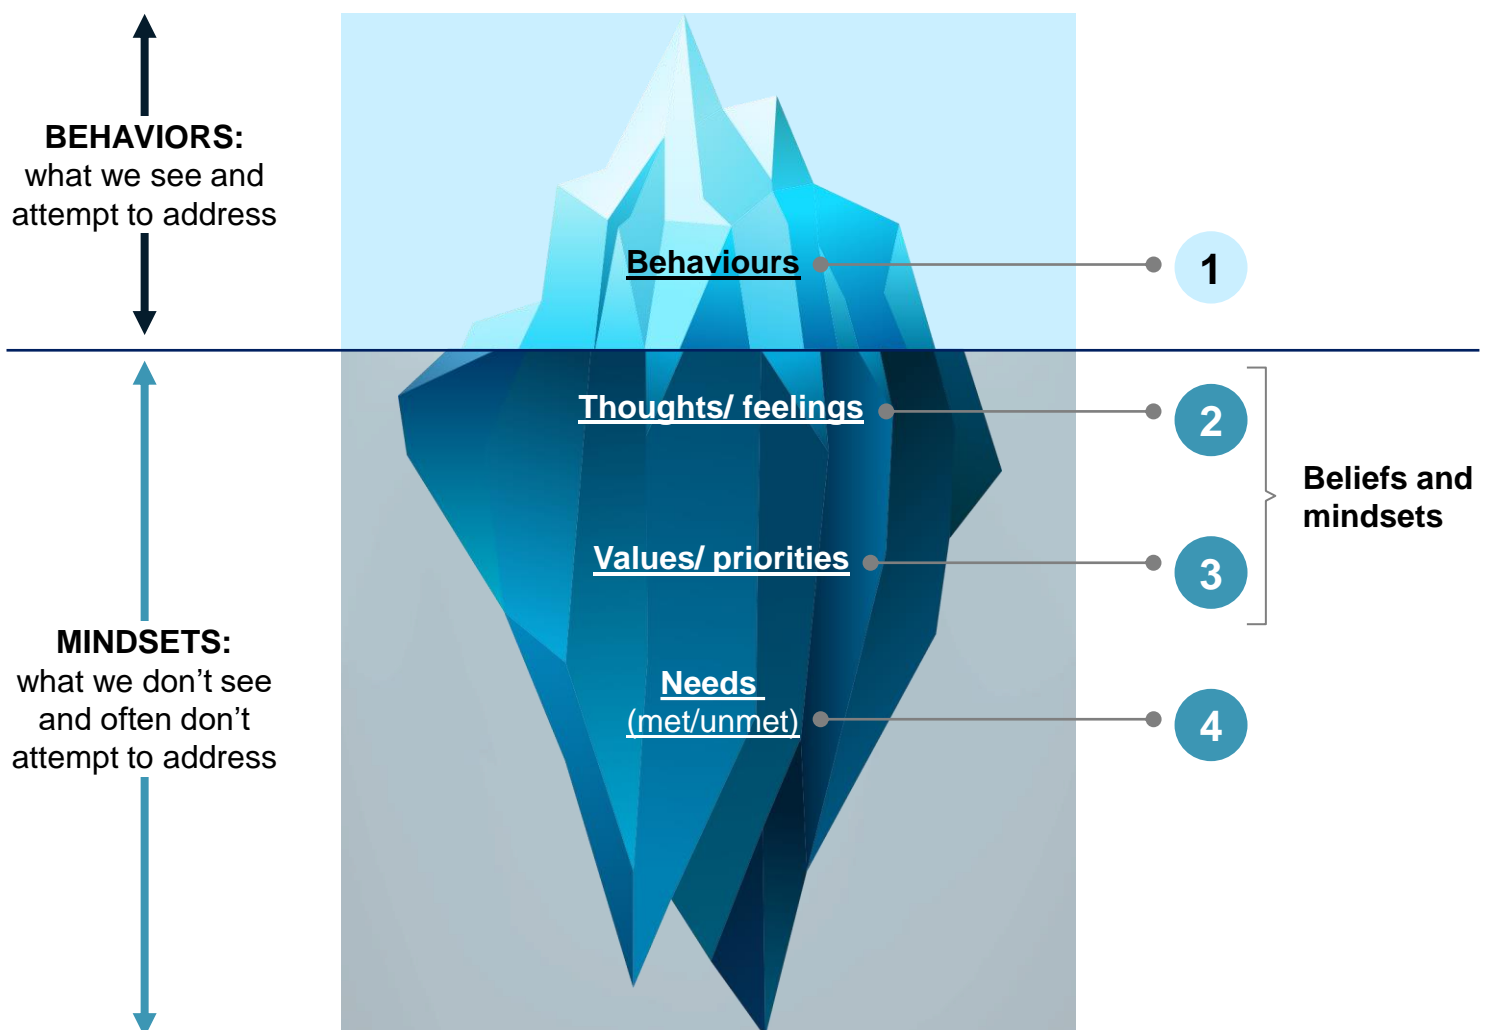 BEHAVIORS:
what we see and
attempt to address
Behaviours
1
Thoughts/ feelings
2
Values/ priorities
3
Beliefs and
mindsets
MINDSETS:
what we don’t see
and often don’t
attempt to address
Needs
(met/unmet)
4